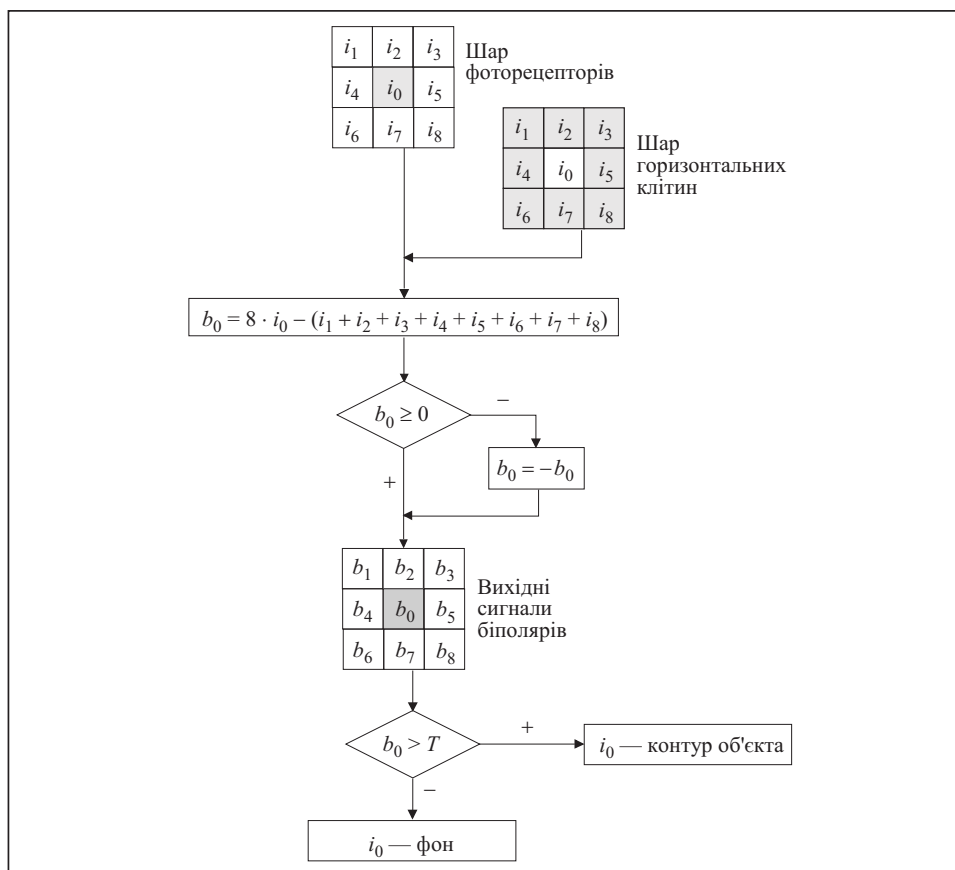 i₁ i₂ i₃
i₄ i₀ i₅
i₆ i₇ i₈
Шар
фоторецепторів
i₁ i₂ i₃
i₄ i₀ i₅
i₆ i₇ i₈
Шар
горизонтальних
клітин
b₀ = 8 · i₀ – (i₁ + i₂ + i₃ + i₄ + i₅ + i₆ + i₇ + i₈)
b₀ ≥ 0
–
b₀ = –b₀
+
b₁ b₂ b₃
b₄ b₀ b₅
b₆ b₇ b₈
Вихідні
сигнали
біполярів
b₀ > T
+
i₀ — контур об'єкта
–
i₀ — фон